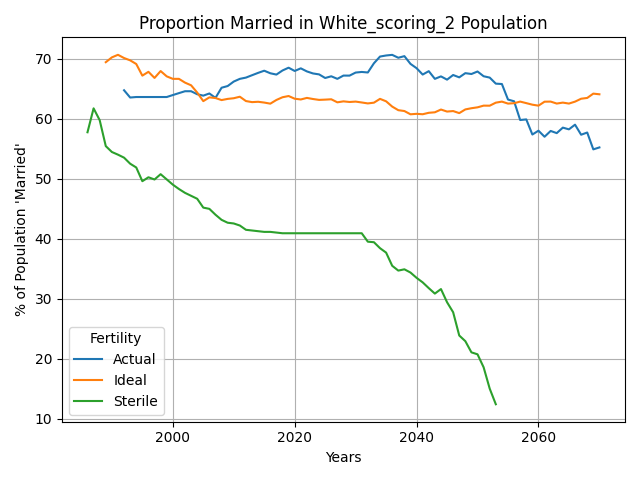 Proportion Married in White_scoring_2 Population
% of Population 'Married'
70
60
50
40
30
20
10
Fertility
Actual
Ideal
Sterile
2000 2020 2040 2060
Years